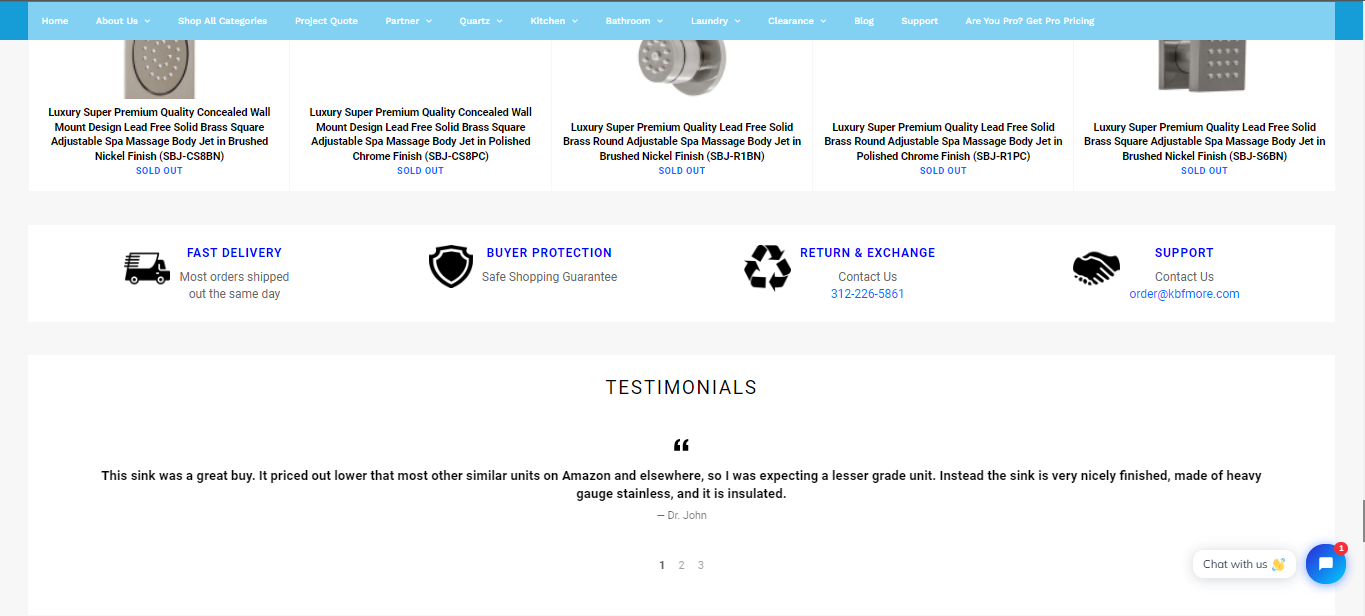 Home About Us Shop All Categories Project Quote Partner Quartz Kitchen Bathroom Laundry Clearance Blog Support Are You Pro? Get Pro Pricing
Luxury Super Premium Quality Concealed Wall
Mount Design Lead Free Solid Brass Square
Adjustable Spa Massage Body Jet in Brushed
Nickel Finish (SBJ-CS8BN)
SOLD OUT
Luxury Super Premium Quality Concealed Wall
Mount Design Lead Free Solid Brass Square
Adjustable Spa Massage Body Jet in Polished
Chrome Finish (SBJ-CS8PC)
SOLD OUT
Luxury Super Premium Quality Lead Free Solid
Brass Round Adjustable Spa Massage Body Jet in
Brushed Nickel Finish (SBJ-R1BN)
SOLD OUT
Luxury Super Premium Quality Lead Free Solid
Brass Round Adjustable Spa Massage Body Jet in
Polished Chrome Finish (SBJ-R1PC)
SOLD OUT
Luxury Super Premium Quality Lead Free Solid
Brass Square Adjustable Spa Massage Body Jet in
Brushed Nickel Finish (SBJ-S6BN)
SOLD OUT
FAST DELIVERY
Most orders shipped
out the same day
BUYER PROTECTION
Safe Shopping Guarantee
RETURN & EXCHANGE
Contact Us
312-226-5861
SUPPORT
Contact Us
order@kbfmore.com
TESTIMONIALS
“
This sink was a great buy. It priced out lower that most other similar units on Amazon and elsewhere, so I was expecting a lesser grade unit. Instead the sink is very nicely finished, made of heavy
gauge stainless, and it is insulated.
— Dr. John
1 2 3
Chat with us 👋
1